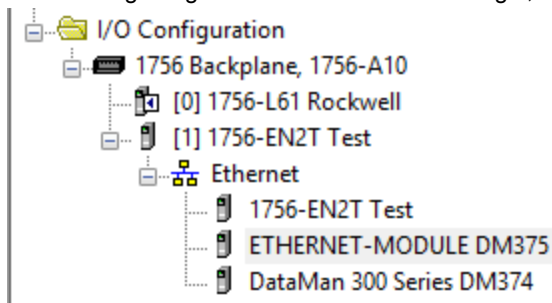 I/O Configuration
1756 Backplane, 1756-A10
[0] 1756-L61 Rockwell
[1] 1756-EN2T Test
Ethernet
1756-EN2T Test
ETHERNET-MODULE DM375
DataMan 300 Series DM374